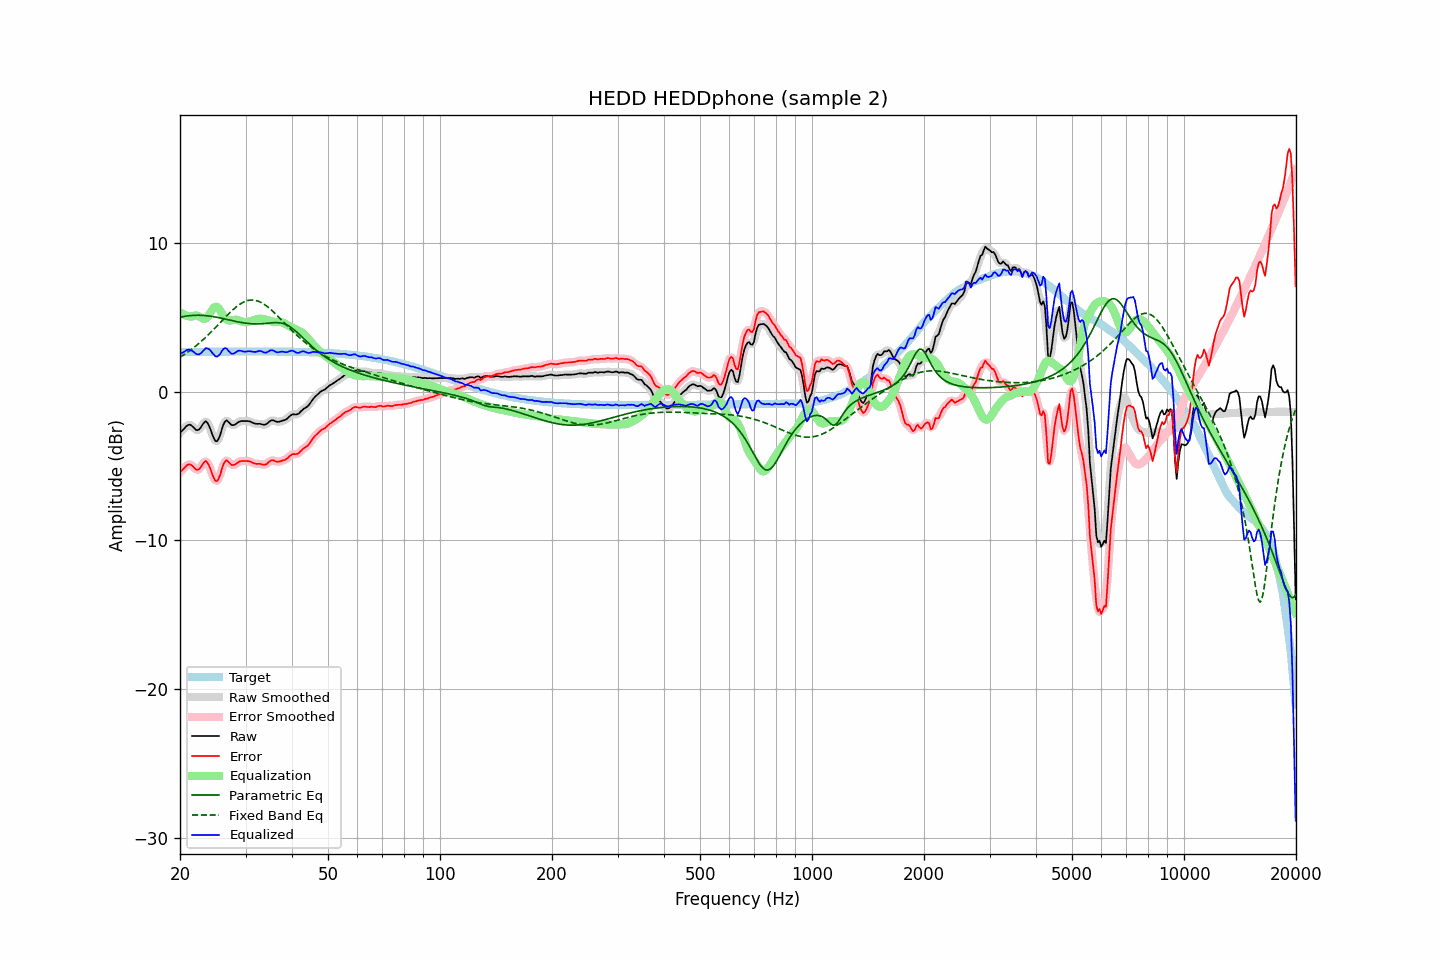 HEDD HEDDphone (sample 2)
Amplitude (dBr)
10
0
−10
−20
−30
Target
Raw Smoothed
Error Smoothed
Raw
Error
Equalization
Parametric Eq
Fixed Band Eq
Equalized
20 50 100 200 500 1000 2000 5000 10000 20000
Frequency (Hz)